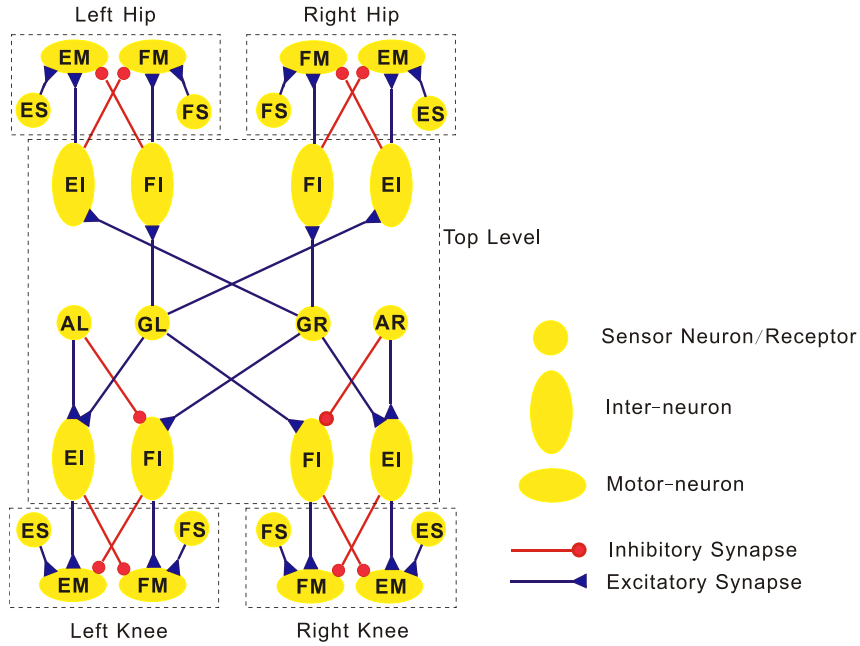 Left Hip Right Hip
EM FM FM EM
ES FS FS ES
EI FI FI EI
Top Level
AL GL GR AR
Sensor Neuron/Receptor
Inter-neuron
EI FI FI EI
Motor-neuron
ES FS FS ES
Inhibitory Synapse
Excitatory Synapse
EM FM FM EM
Left Knee Right Knee